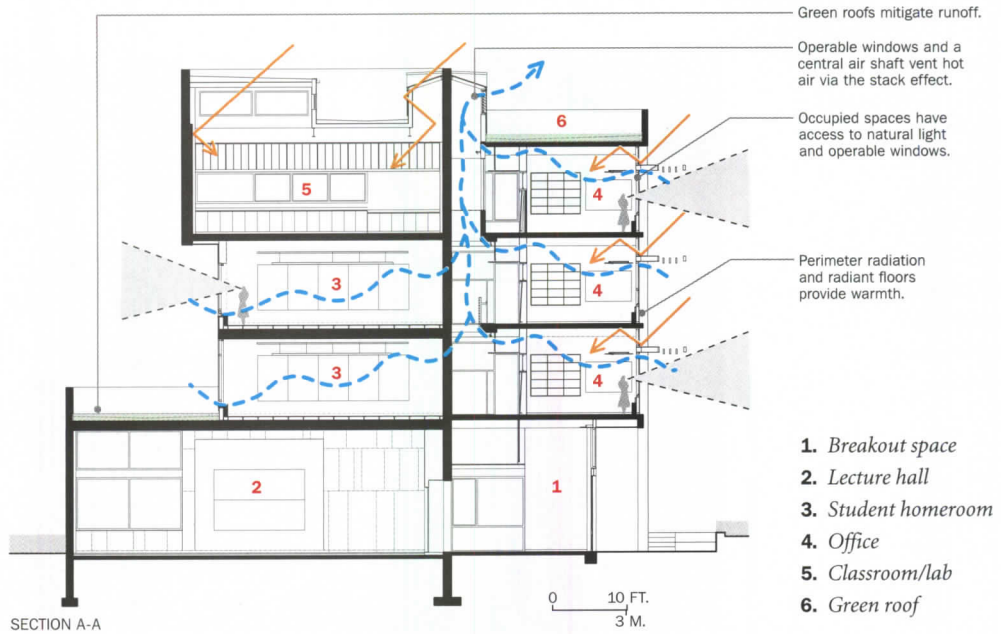 Green roofs mitigate runoff.
Operable windows and a
central air shaft vent hot
air via the stack effect.
Occupied spaces have
access to natural light
and operable windows.
6
4
5
3
4
Perimeter radiation
and radiant floors
provide warmth.
3
4
2
1
1. Breakout space
2. Lecture hall
3. Student homeroom
4. Office
5. Classroom/lab
6. Green roof
0 10 FT.
3 M.
SECTION A-A